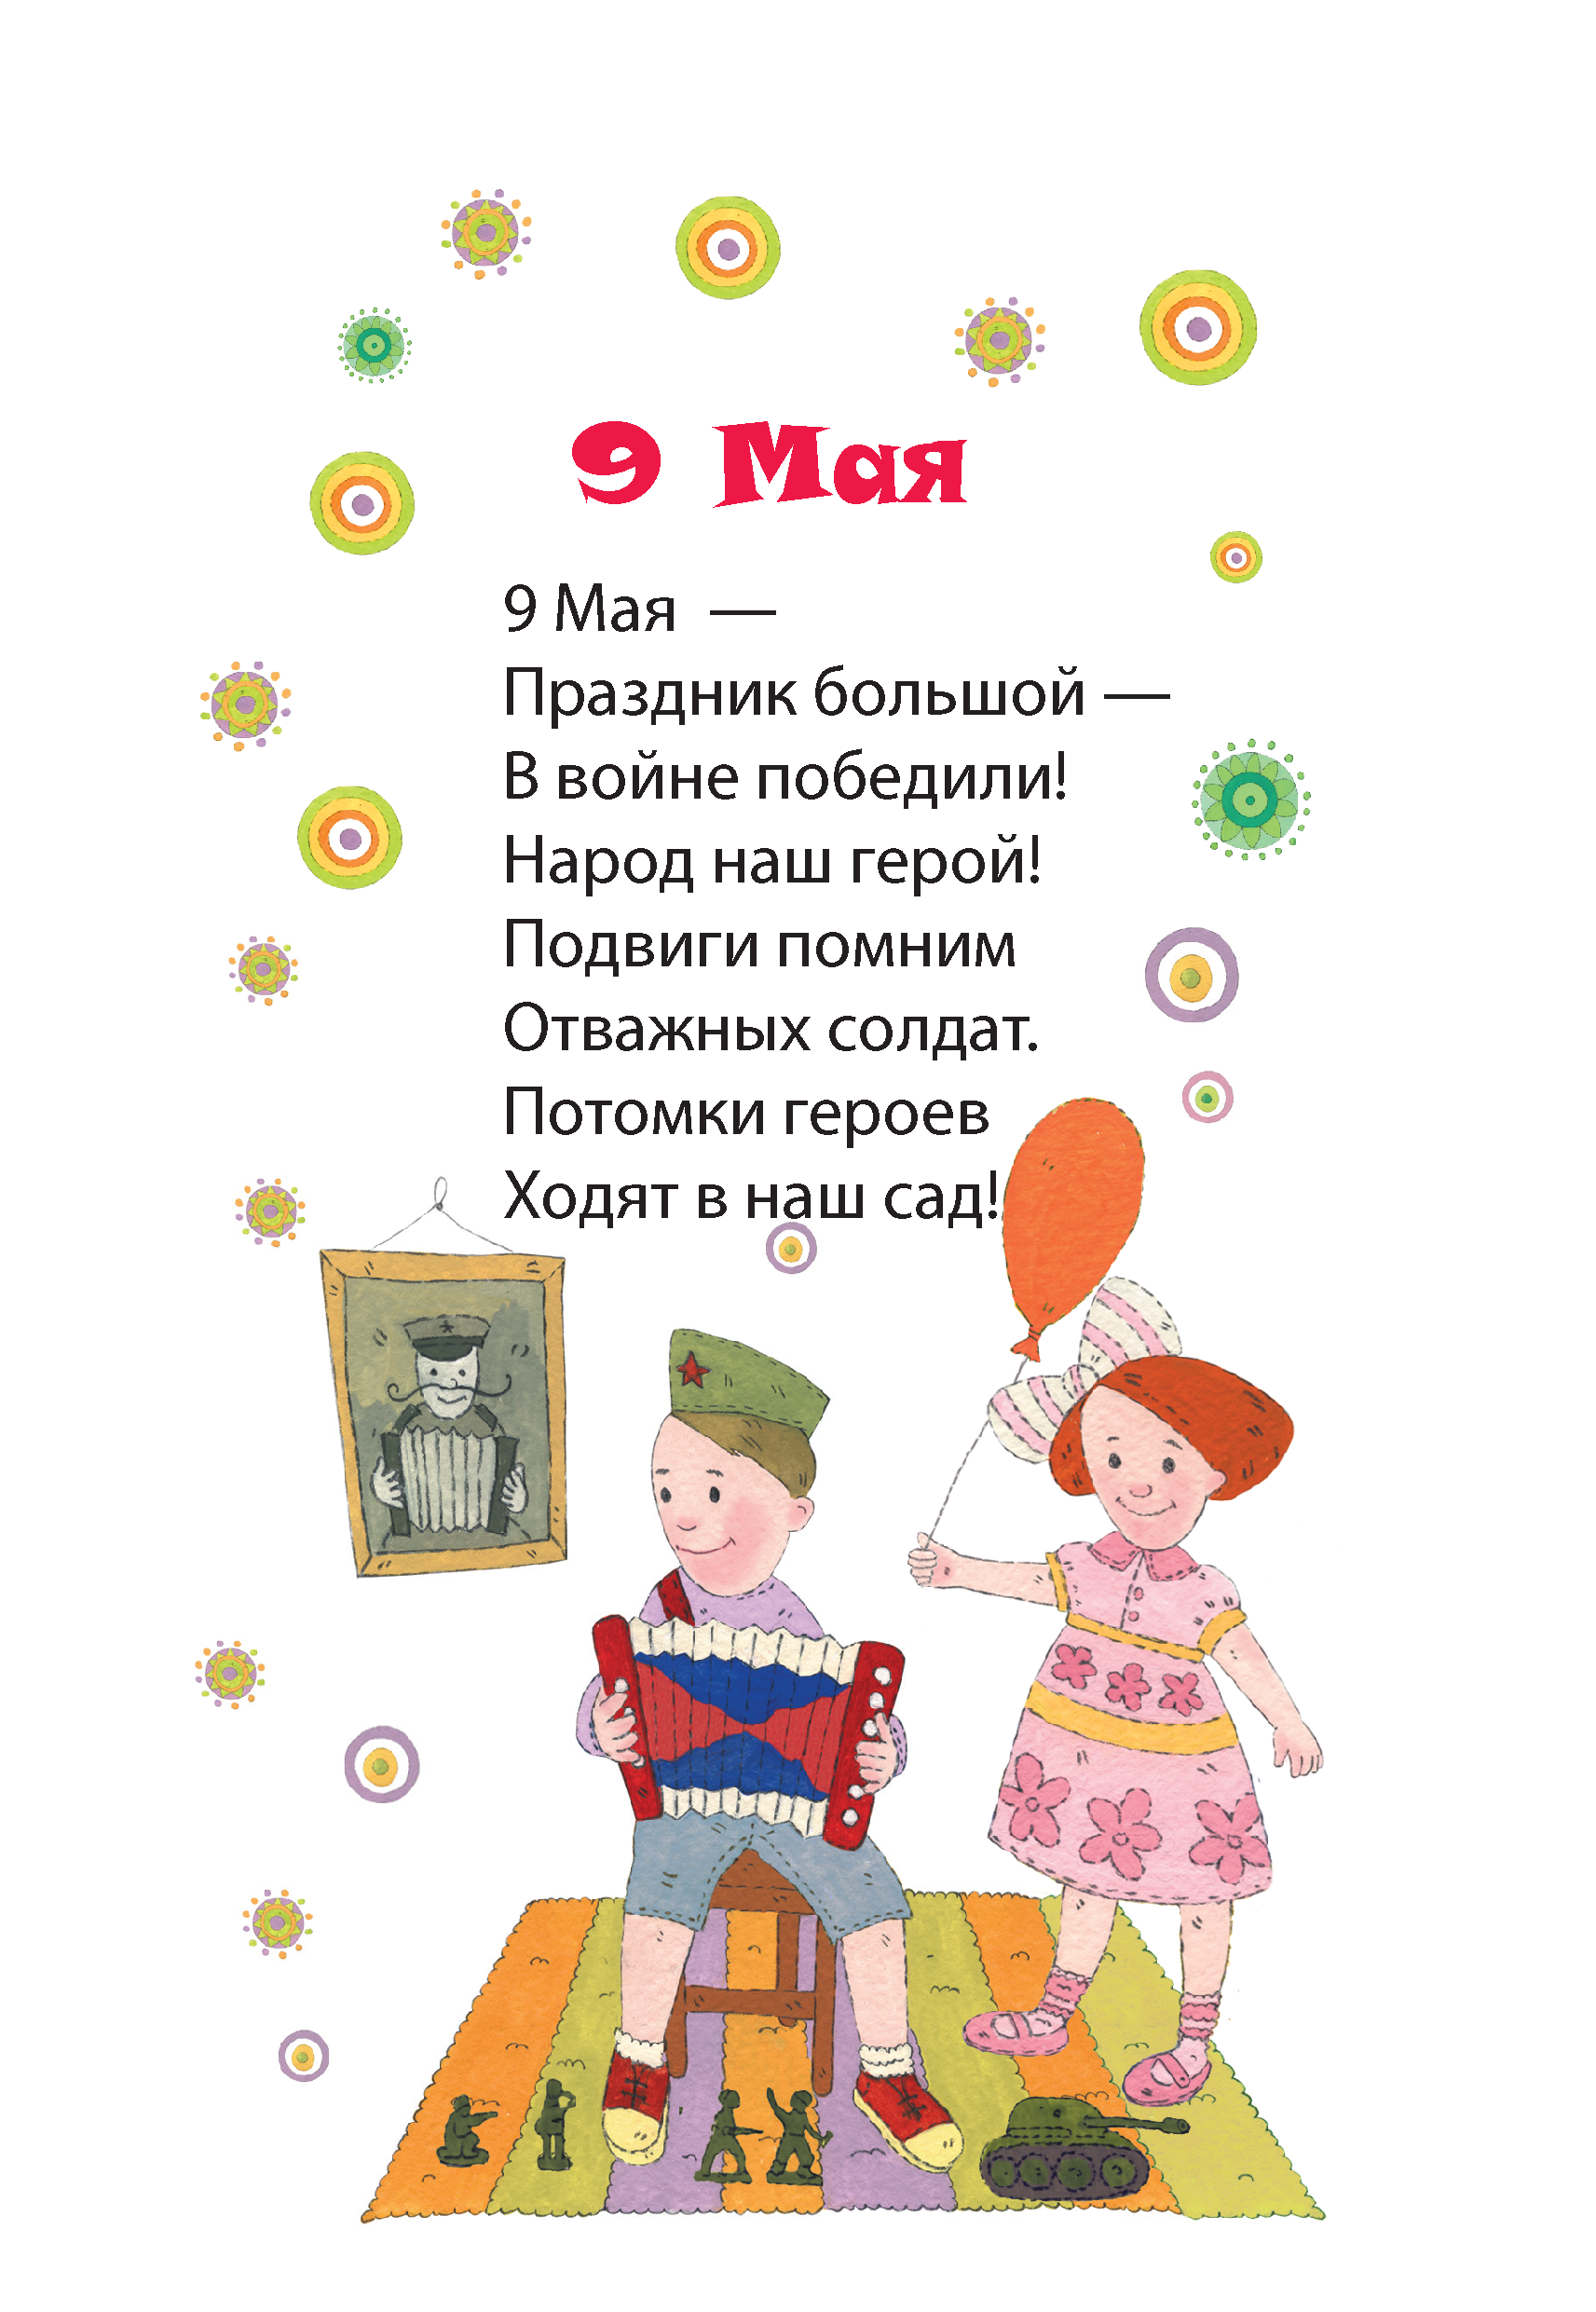 9 Мая
9 Мая —
Праздник большой —
В войне победили!
Народ наш герой!
Подвиги помним
Отважных солдат.
Потомки героев
Ходят в наш сад!